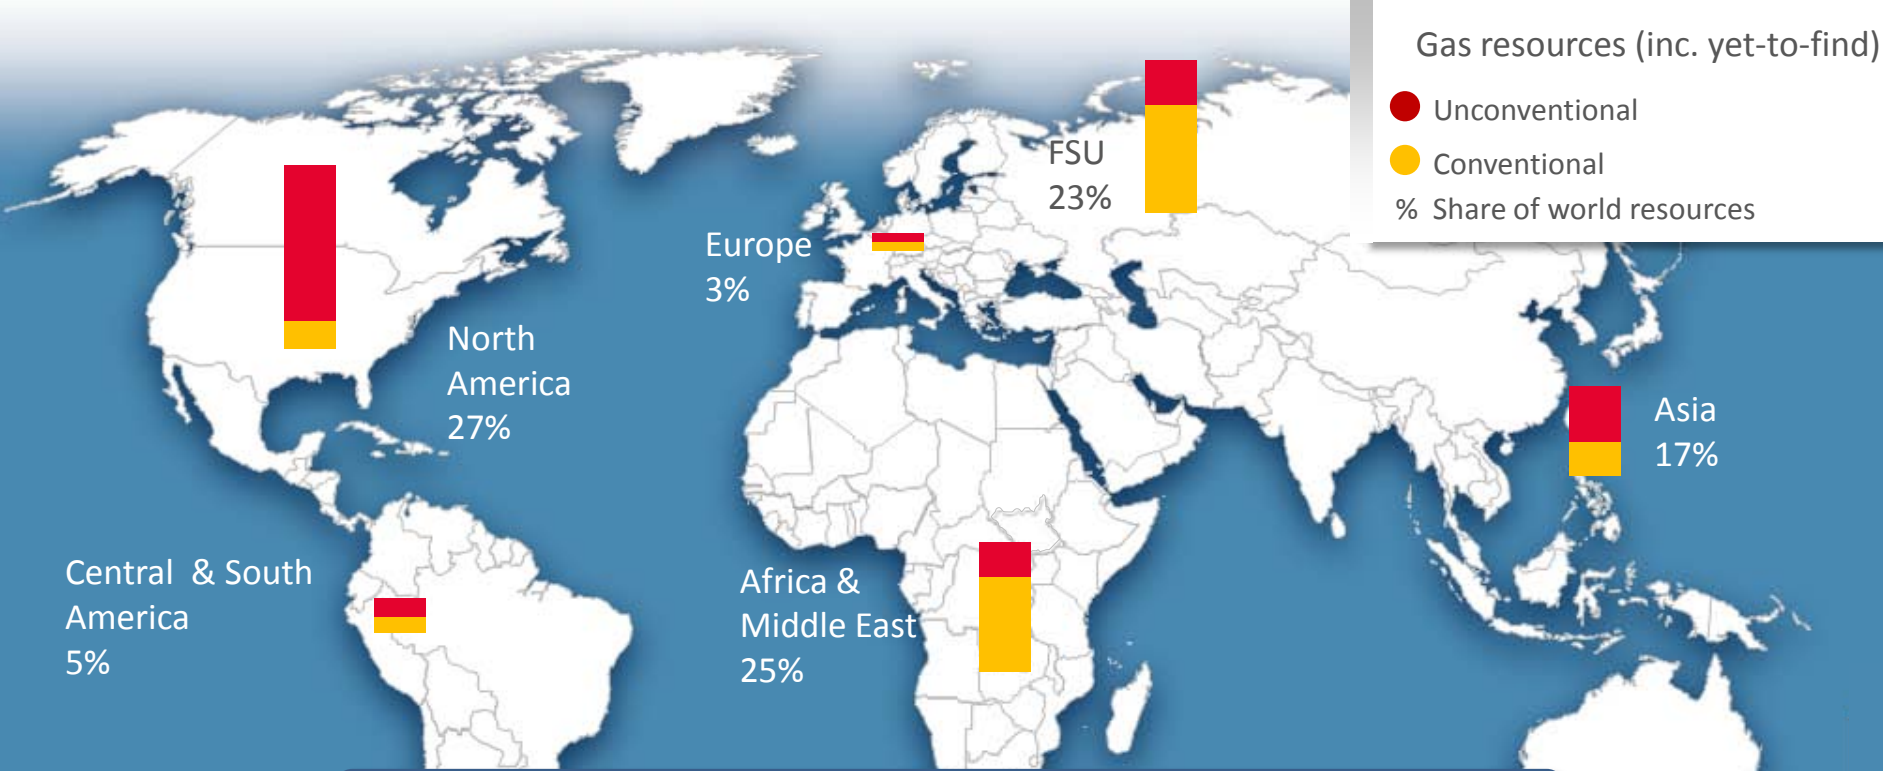 Gas resources (inc. yet-to-find)
Unconventional
Conventional
% Share of world resources
FSU
23%
Europe
3%
North
America
27%
Asia
17%
Central & South
America
5%
Africa &
Middle East
25%